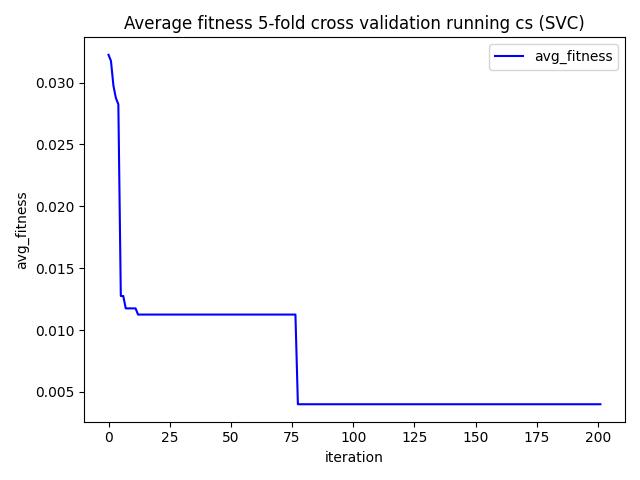 Average fitness 5-fold cross validation running cs (SVC)
avg_fitness
0.030
0.025
0.020
0.015
0.010
0.005
avg_fitness
0 25 50 75 100 125 150 175 200
iteration